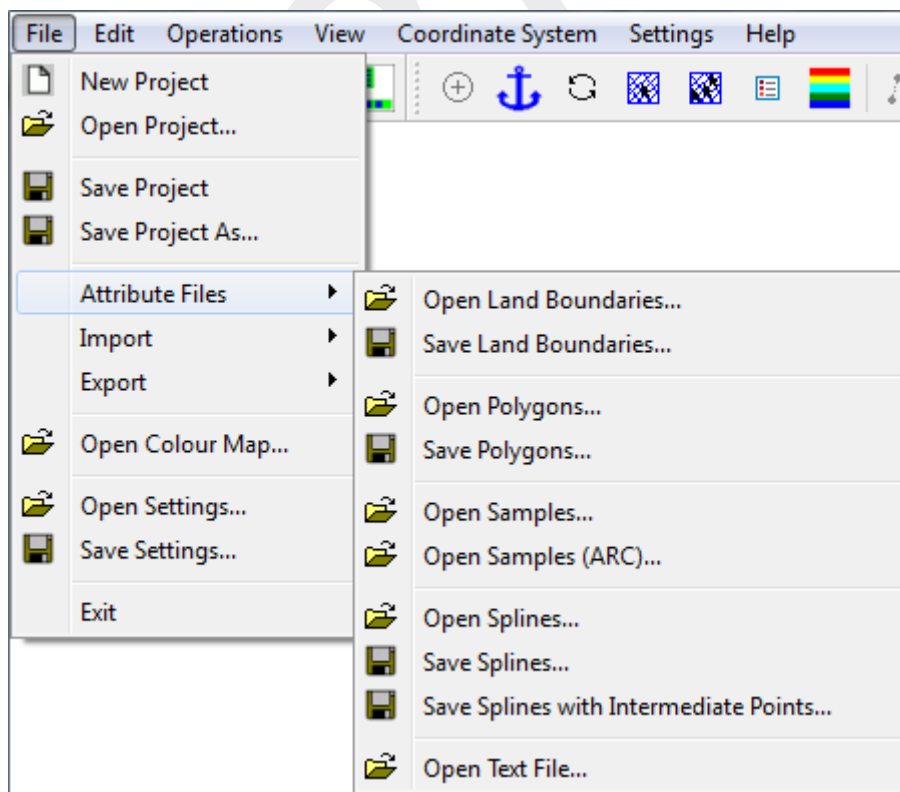 File Edit Operations View Coordinate System Settings Help
New Project
Open Project...
Save Project
Save Project As...
Attribute Files
Import
Export
Open Colour Map...
Open Settings...
Save Settings...
Exit
Open Land Boundaries...
Save Land Boundaries...
Open Polygons...
Save Polygons...
Open Samples...
Open Samples (ARC)...
Open Splines...
Save Splines...
Save Splines with Intermediate Points...
Open Text File...